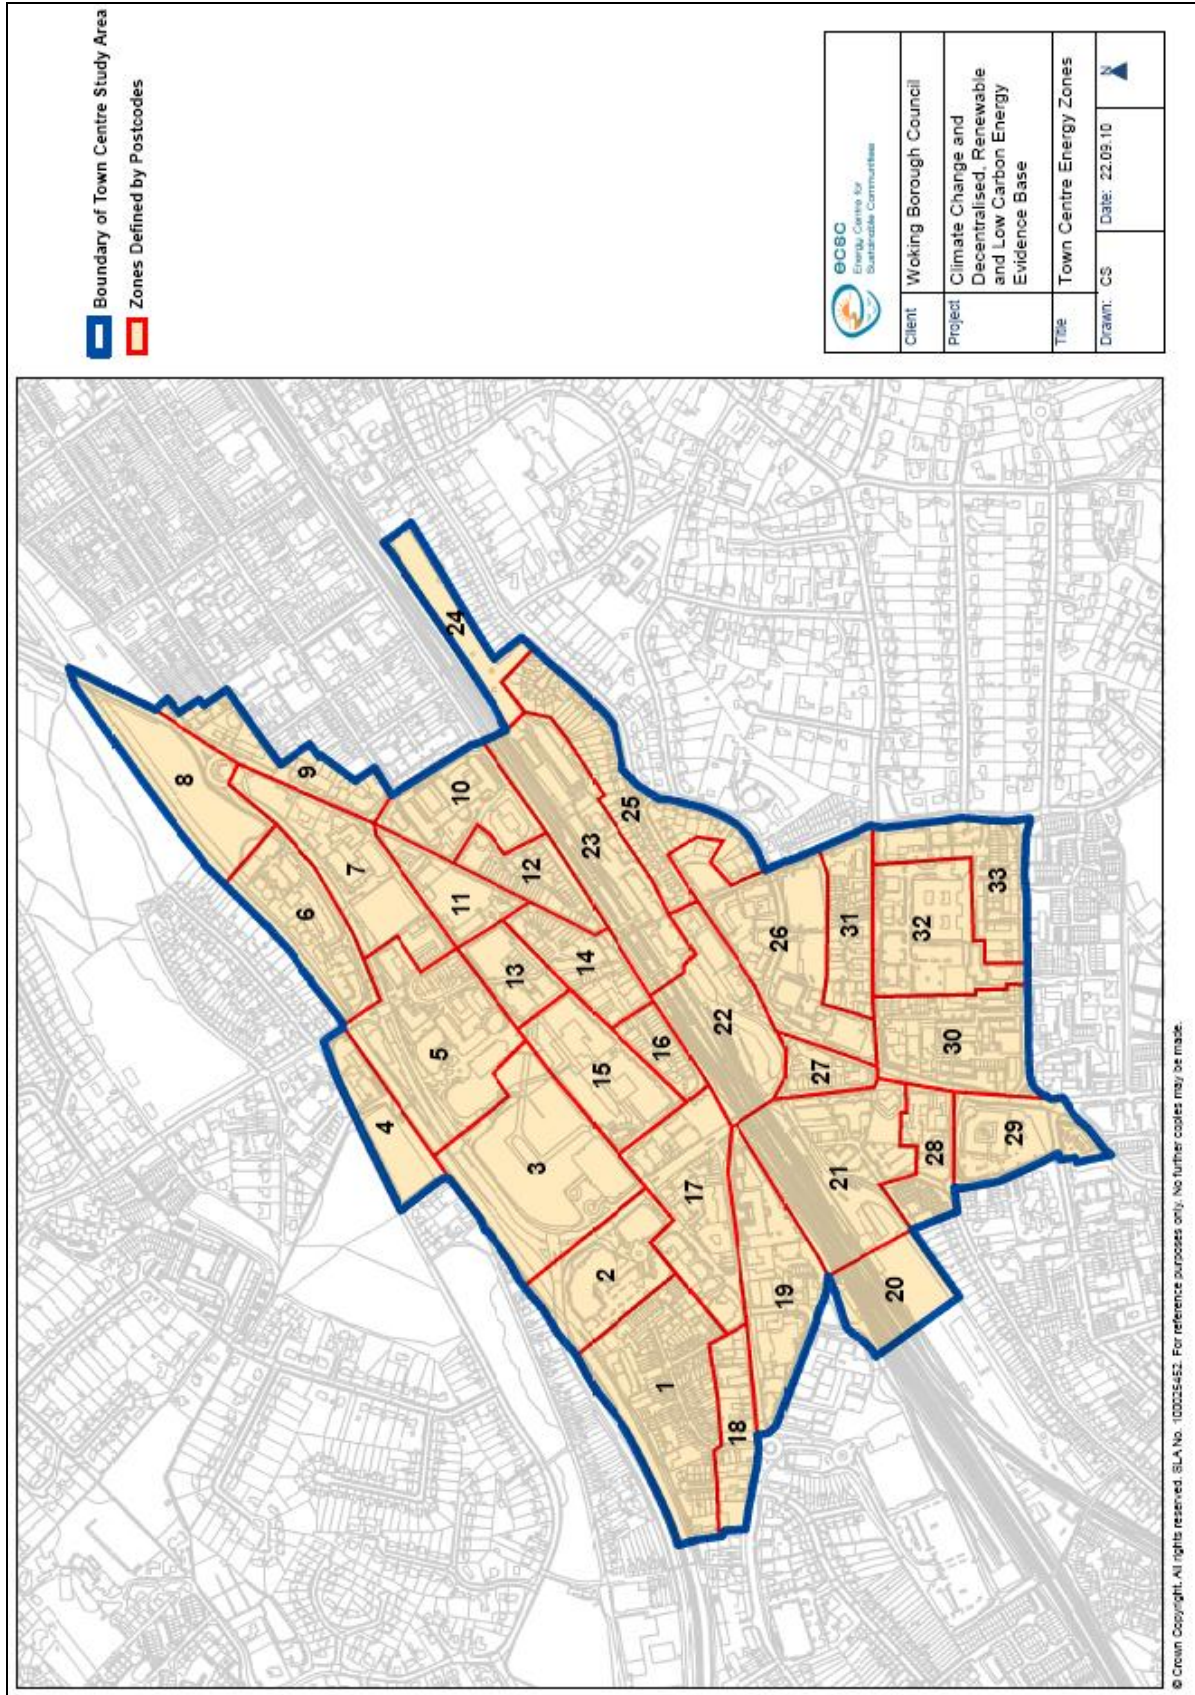 Boundary of Town Centre Study Area
Zones Defined by Postcodes
ecsc
Energy Centre for
Sustainable Communities
Client
Woking Borough Council
Project
Climate Change and
Decentralised, Renewable
and Low Carbon Energy
Evidence Base
Title
Town Centre Energy Zones
Drawn: CS
Date: 22.09.10
N
1
2
3
4
5
6
7
8
9
10
11
12
13
14
15
16
17
18
19
20
21
22
23
24
25
26
27
28
29
30
31
32
33
© Crown Copyright. All rights reserved. SLA No. 100025452. For reference purposes only. No further copies may be made.